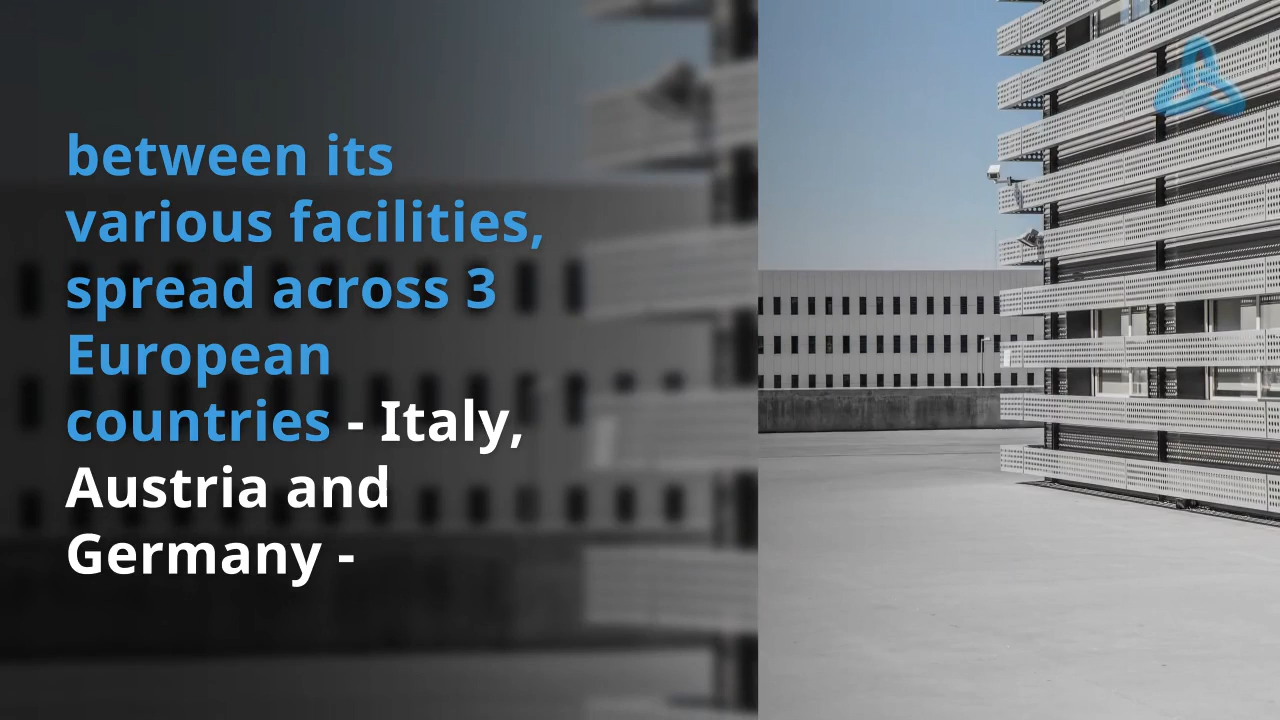 between its
various facilities,
spread across 3
European
countries - Italy,
Austria and
Germany -